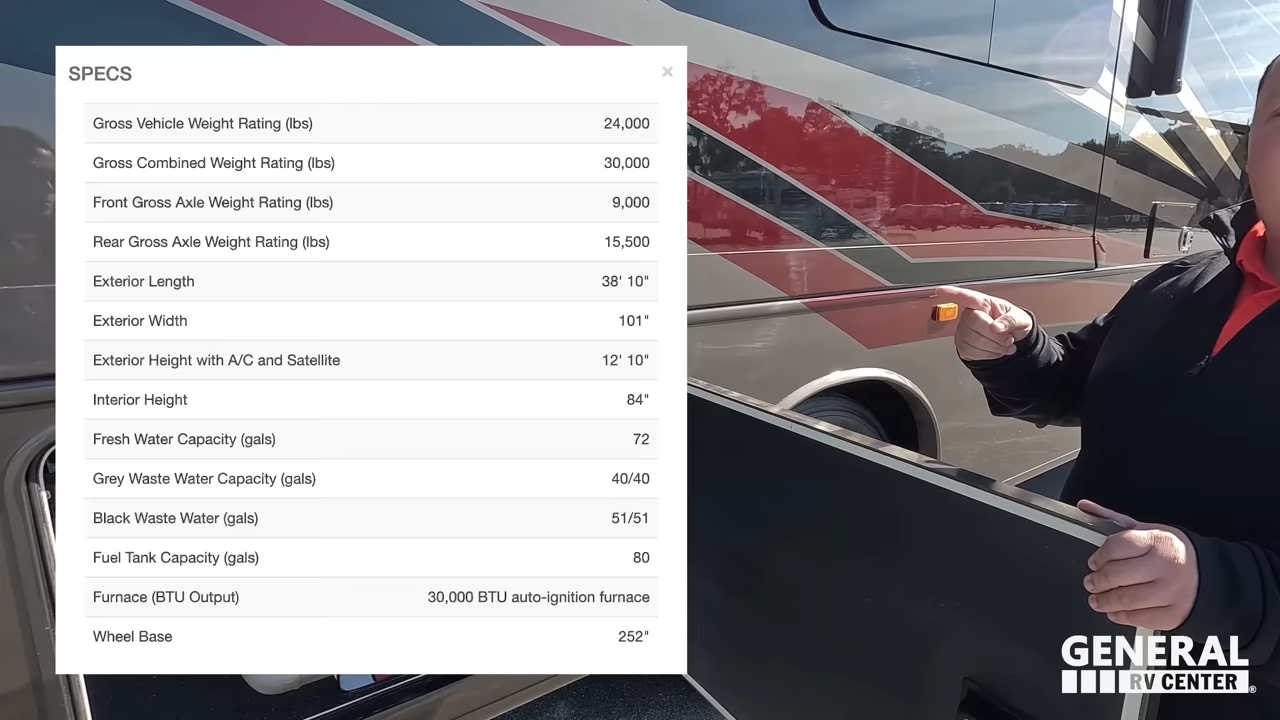 SPECS ×
Gross Vehicle Weight Rating (lbs) 24,000
Gross Combined Weight Rating (lbs) 30,000
Front Gross Axle Weight Rating (lbs) 9,000
Rear Gross Axle Weight Rating (lbs) 15,500
Exterior Length 38' 10"
Exterior Width 101"
Exterior Height with A/C and Satellite 12' 10"
Interior Height 84"
Fresh Water Capacity (gals) 72
Grey Waste Water Capacity (gals) 40/40
Black Waste Water (gals) 51/51
Fuel Tank Capacity (gals) 80
Furnace (BTU Output) 30,000 BTU auto-ignition furnace
Wheel Base 252"
GENERAL
RV CENTER®